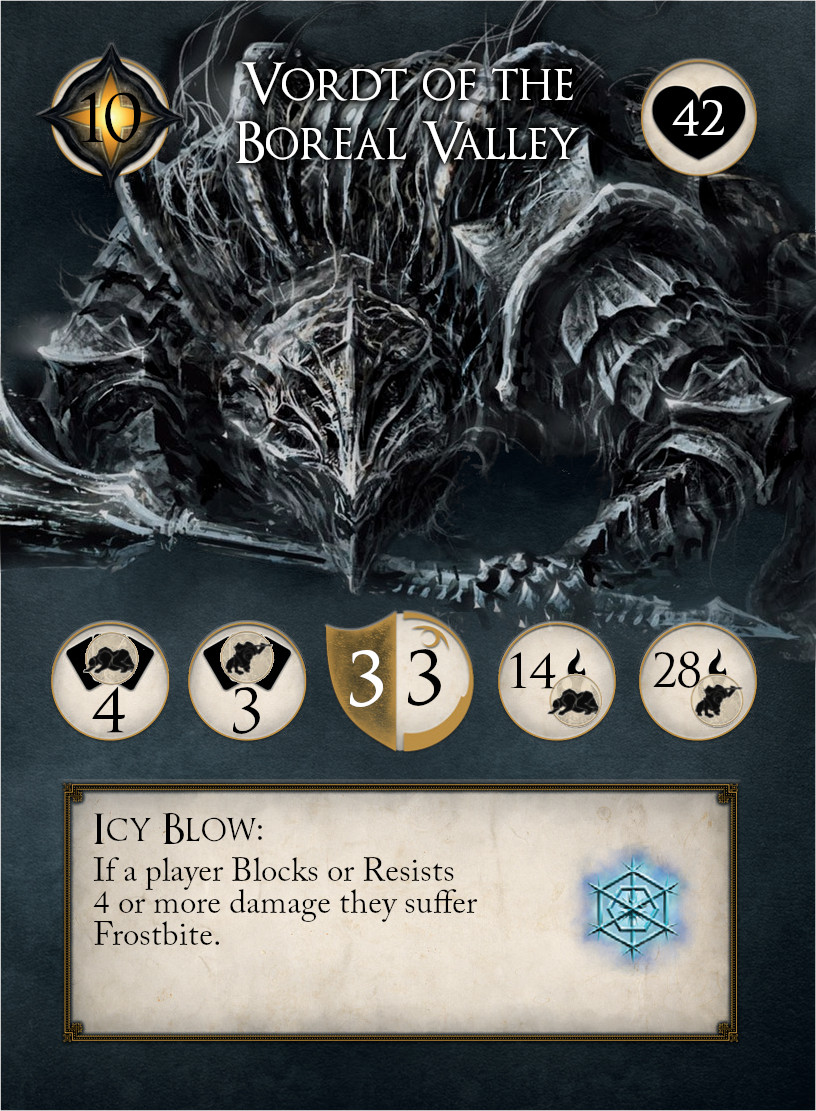 10
Vordt of the
Boreal Valley
42
4
3
3
3
14
28
Icy Blow:
If a player Blocks or Resists
4 or more damage they suffer
Frostbite.